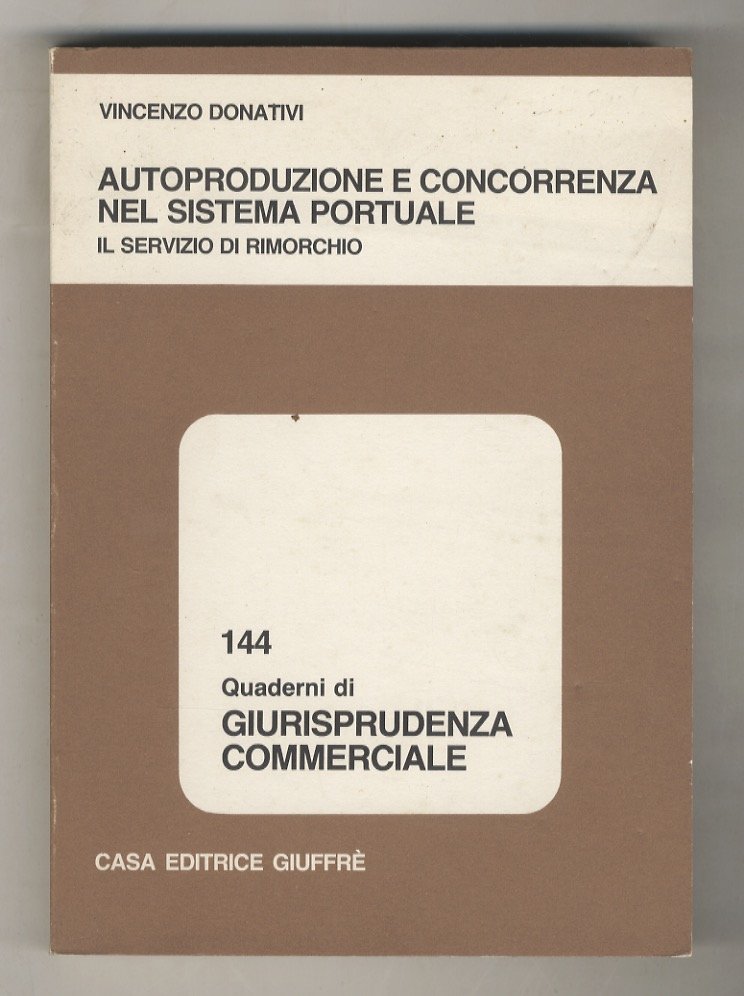 VINCENZO DONATIVI
AUTOPRODUZIONE E CONCORRENZA
NEL SISTEMA PORTUALE
IL SERVIZIO DI RIMORCHIO
144
Quaderni di
GIURISPRUDENZA
COMMERCIALE
CASA EDITRICE GIUFFRÈ